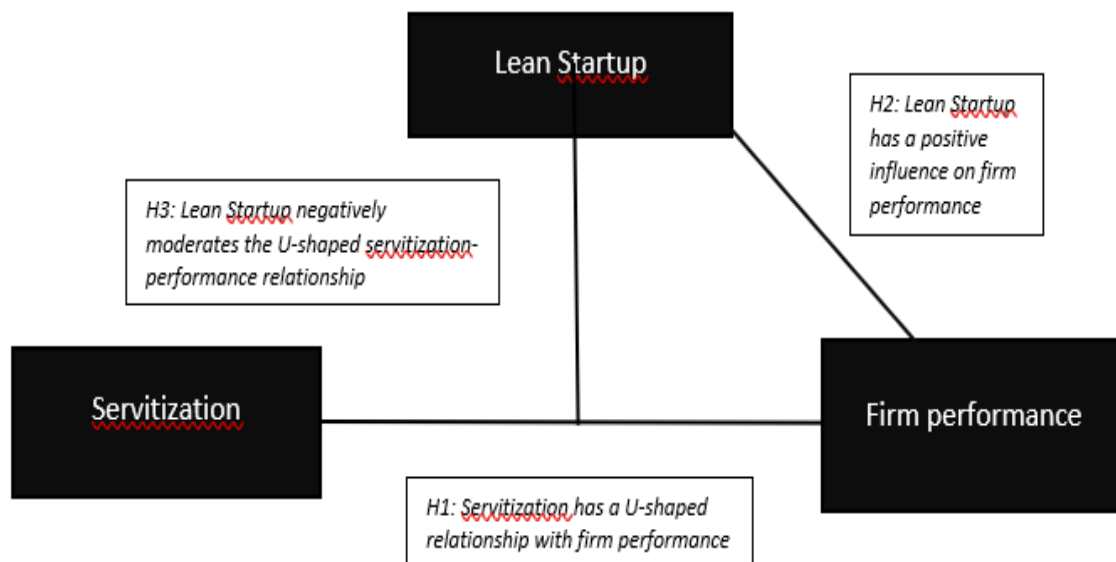 Lean Startup
H2: Lean Startup
has a positive
influence on firm
performance
H3: Lean Startup negatively
moderates the U-shaped servitization-
performance relationship
Servitization
Firm performance
H1: Servitization has a U-shaped
relationship with firm performance